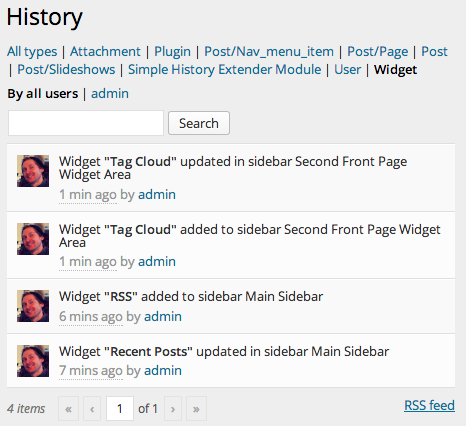 History
All types | Attachment | Plugin | Post/Nav_menu_item | Post/Page | Post
| Post/Slideshows | Simple History Extender Module | User | Widget
By all users | admin
Search
Widget "Tag Cloud" updated in sidebar Second Front Page
Widget Area
1 min ago by admin
Widget "Tag Cloud" added to sidebar Second Front Page Widget
Area
1 min ago by admin
Widget "RSS" added to sidebar Main Sidebar
6 mins ago by admin
Widget "Recent Posts" updated in sidebar Main Sidebar
7 mins ago by admin
4 items « ‹ 1 of 1 › » RSS feed